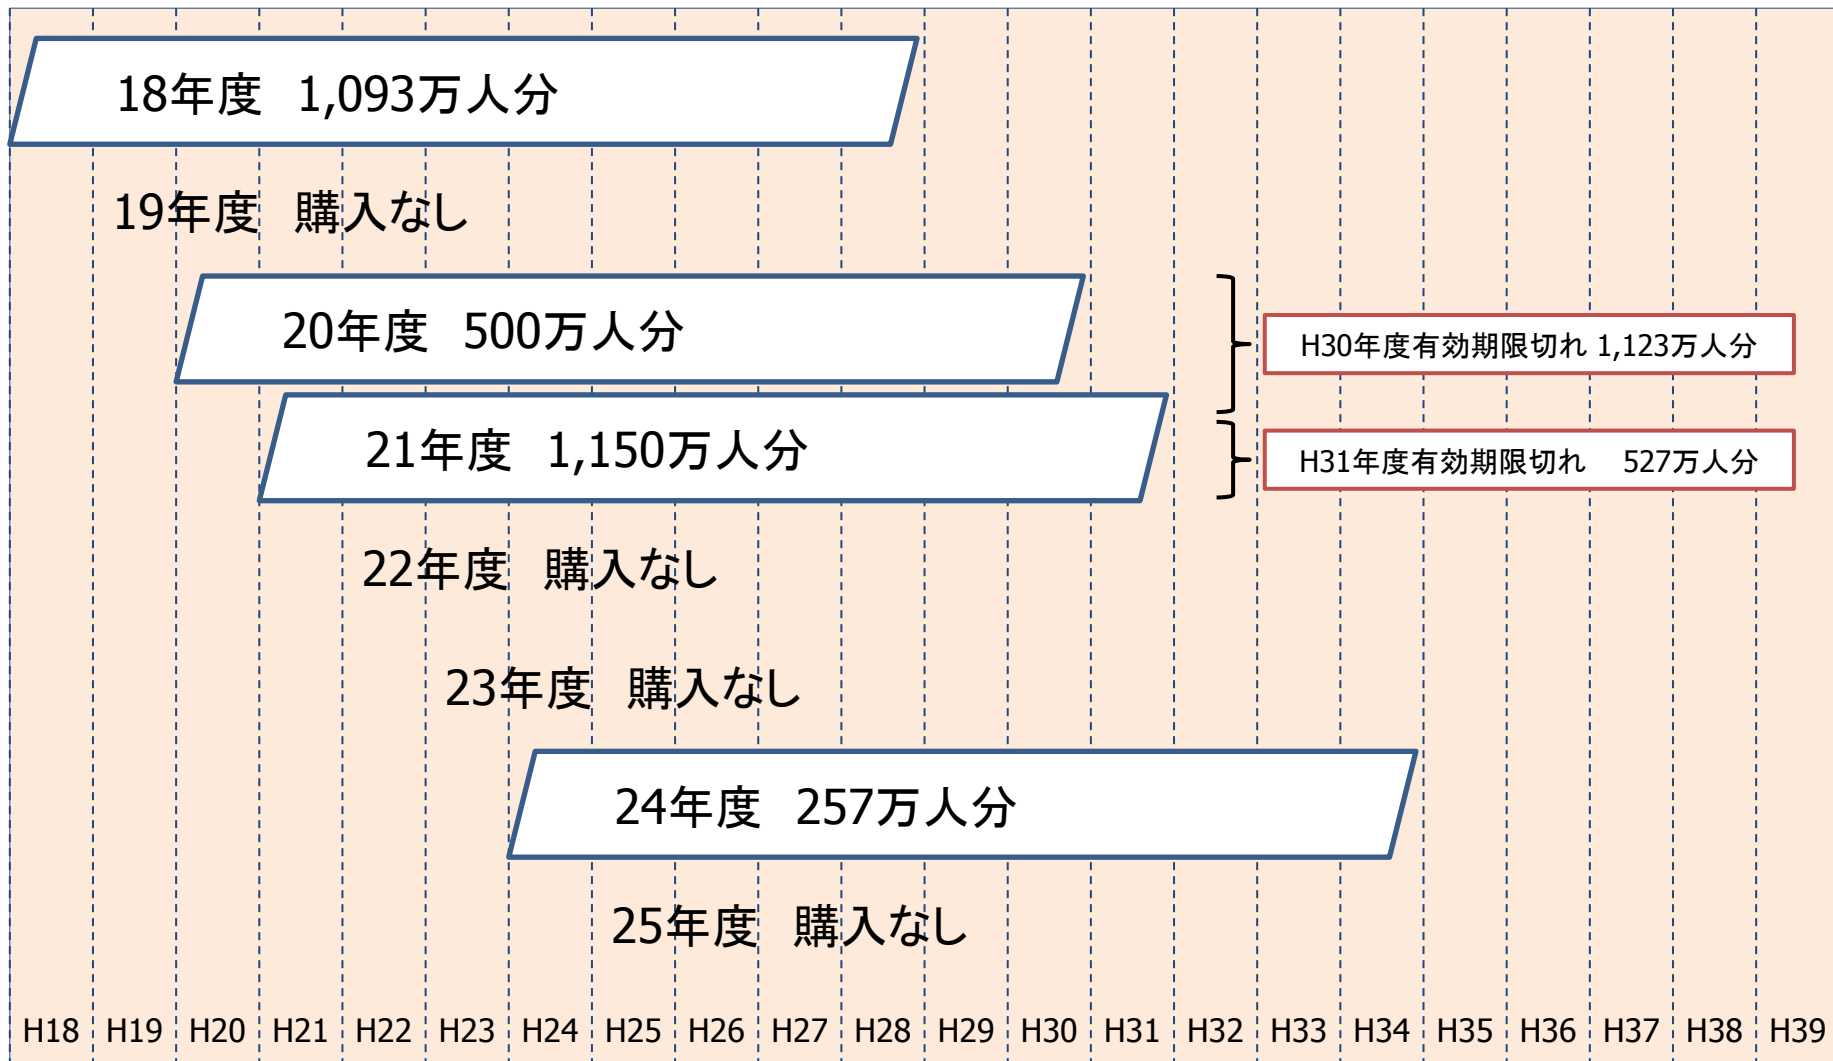 18年度　1,093万人分
19年度　購入なし
20年度　500万人分
H30年度有効期限切れ 1,123万人分
21年度　1,150万人分
H31年度有効期限切れ　 527万人分
22年度　購入なし
23年度　購入なし
24年度　257万人分
25年度　購入なし
H18 H19 H20 H21 H22 H23 H24 H25 H26 H27 H28 H29 H30 H31 H32 H33 H34 H35 H36 H37 H38 H39